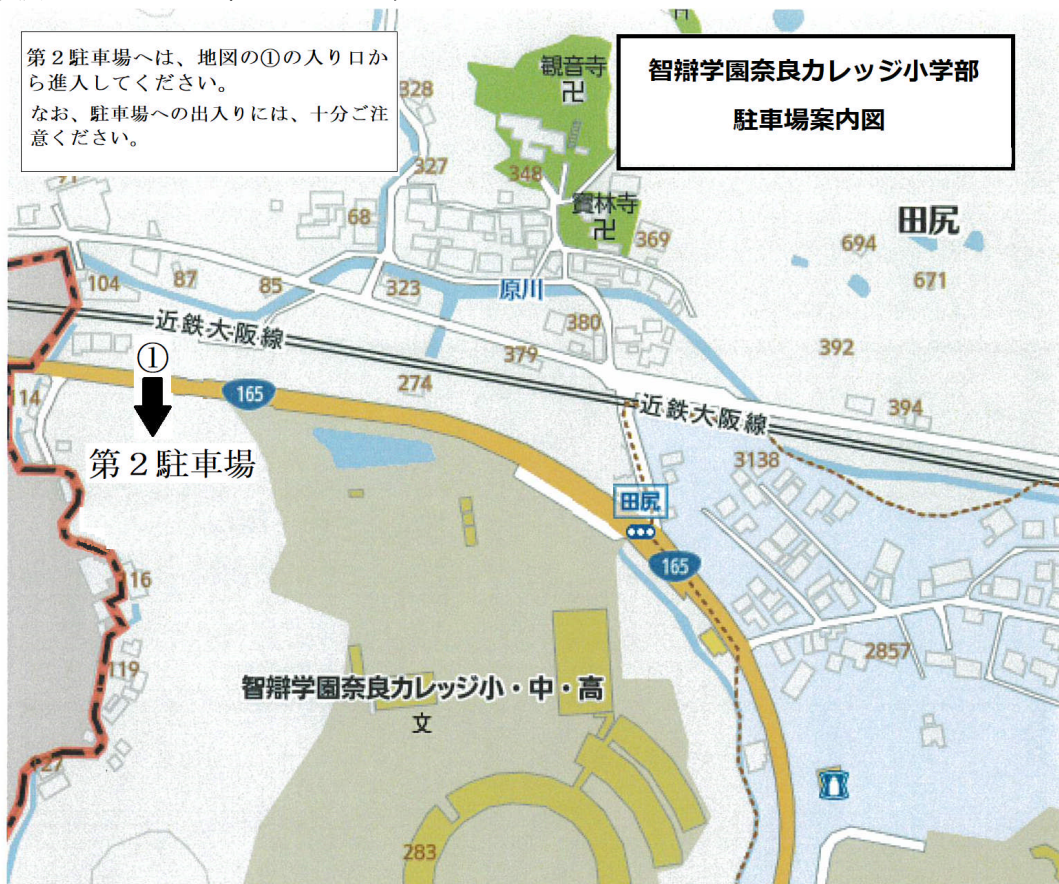 第２駐車場へは、地図の①の入り口か
ら進入してください。
なお、駐車場への出入りには、十分ご注
意ください。
智辯学園奈良カレッジ小学部
駐車場案内図
観音寺
卍
328
327
348
68
寳林寺
卍
369
田尻
694
671
91
104
87
85
323
原川
380
379
392
近鉄大阪線
①
165
274
394
近鉄大阪線
114
第２駐車場
3138
田尻
165
16
119
2857
智辯学園奈良カレッジ小・中・高
文
27
283